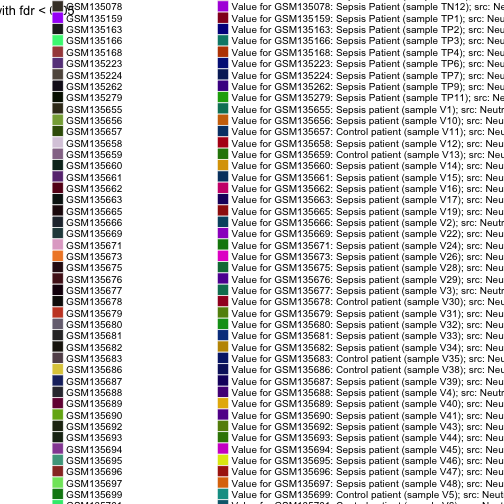 with fdr < 0.05
GSM135078 Value for GSM135078: Sepsis Patient (sample TN12); src: Ne
GSM135159 Value for GSM135159: Sepsis Patient (sample TP1); src: Neu
GSM135163 Value for GSM135163: Sepsis Patient (sample TP2); src: Neu
GSM135166 Value for GSM135166: Sepsis Patient (sample TP3); src: Neu
GSM135168 Value for GSM135168: Sepsis Patient (sample TP4); src: Neu
GSM135223 Value for GSM135223: Sepsis Patient (sample TP6); src: Neu
GSM135224 Value for GSM135224: Sepsis Patient (sample TP7); src: Neu
GSM135262 Value for GSM135262: Sepsis Patient (sample TP9); src: Neu
GSM135279 Value for GSM135279: Sepsis Patient (sample TP11); src: Ne
GSM135655 Value for GSM135655: Sepsis patient (sample V1); src: Neutr
GSM135656 Value for GSM135656: Sepsis patient (sample V10); src: Neu
GSM135657 Value for GSM135657: Control patient (sample V11); src: Neu
GSM135658 Value for GSM135658: Sepsis patient (sample V12); src: Neu
GSM135659 Value for GSM135659: Control patient (sample V13); src: Neu
GSM135660 Value for GSM135660: Sepsis patient (sample V14); src: Neu
GSM135661 Value for GSM135661: Sepsis patient (sample V15); src: Neu
GSM135662 Value for GSM135662: Sepsis patient (sample V16); src: Neu
GSM135663 Value for GSM135663: Sepsis patient (sample V17); src: Neu
GSM135665 Value for GSM135665: Sepsis patient (sample V19); src: Neu
GSM135666 Value for GSM135666: Sepsis patient (sample V2); src: Neutr
GSM135669 Value for GSM135669: Sepsis patient (sample V22); src: Neu
GSM135671 Value for GSM135671: Sepsis patient (sample V24); src: Neu
GSM135673 Value for GSM135673: Sepsis patient (sample V26); src: Neu
GSM135675 Value for GSM135675: Sepsis patient (sample V28); src: Neu
GSM135676 Value for GSM135676: Sepsis patient (sample V29); src: Neu
GSM135677 Value for GSM135677: Sepsis patient (sample V3); src: Neutr
GSM135678 Value for GSM135678: Control patient (sample V30); src: Neu
GSM135679 Value for GSM135679: Sepsis patient (sample V31); src: Neu
GSM135680 Value for GSM135680: Sepsis patient (sample V32); src: Neu
GSM135681 Value for GSM135681: Sepsis patient (sample V33); src: Neu
GSM135682 Value for GSM135682: Sepsis patient (sample V34); src: Neu
GSM135683 Value for GSM135683: Control patient (sample V35); src: Neu
GSM135686 Value for GSM135686: Control patient (sample V38); src: Neu
GSM135687 Value for GSM135687: Sepsis patient (sample V39); src: Neu
GSM135688 Value for GSM135688: Sepsis patient (sample V4); src: Neutr
GSM135689 Value for GSM135689: Sepsis patient (sample V40); src: Neu
GSM135690 Value for GSM135690: Sepsis patient (sample V41); src: Neu
GSM135692 Value for GSM135692: Sepsis patient (sample V43); src: Neu
GSM135693 Value for GSM135693: Sepsis patient (sample V44); src: Neu
GSM135694 Value for GSM135694: Sepsis patient (sample V45); src: Neu
GSM135695 Value for GSM135695: Sepsis patient (sample V46); src: Neu
GSM135696 Value for GSM135696: Sepsis patient (sample V47); src: Neu
GSM135697 Value for GSM135697: Sepsis patient (sample V48); src: Neu
GSM135699 Value for GSM135699: Control patient (sample V5); src: Neu